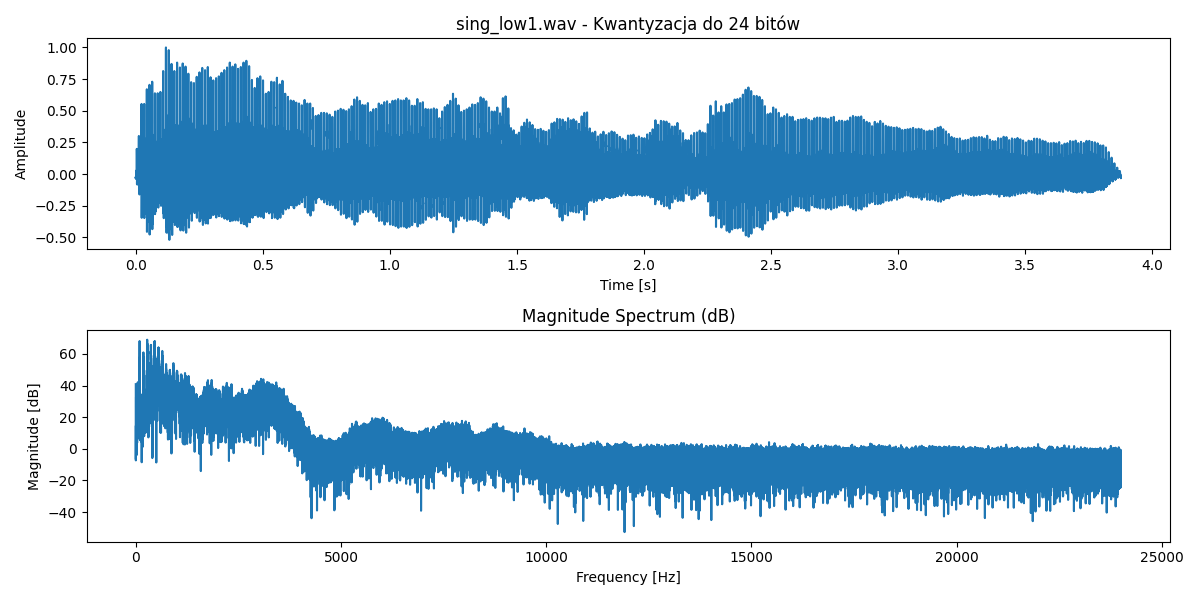 sing_low1.wav - Kwantyzacja do 24 bitów
1.00
0.75
0.50
0.25
0.00
−0.25
−0.50
Amplitude
0.0 0.5 1.0 1.5 2.0 2.5 3.0 3.5 4.0
Time [s]
Magnitude Spectrum (dB)
60
40
20
0
−20
−40
Magnitude [dB]
0 5000 10000 15000 20000 25000
Frequency [Hz]